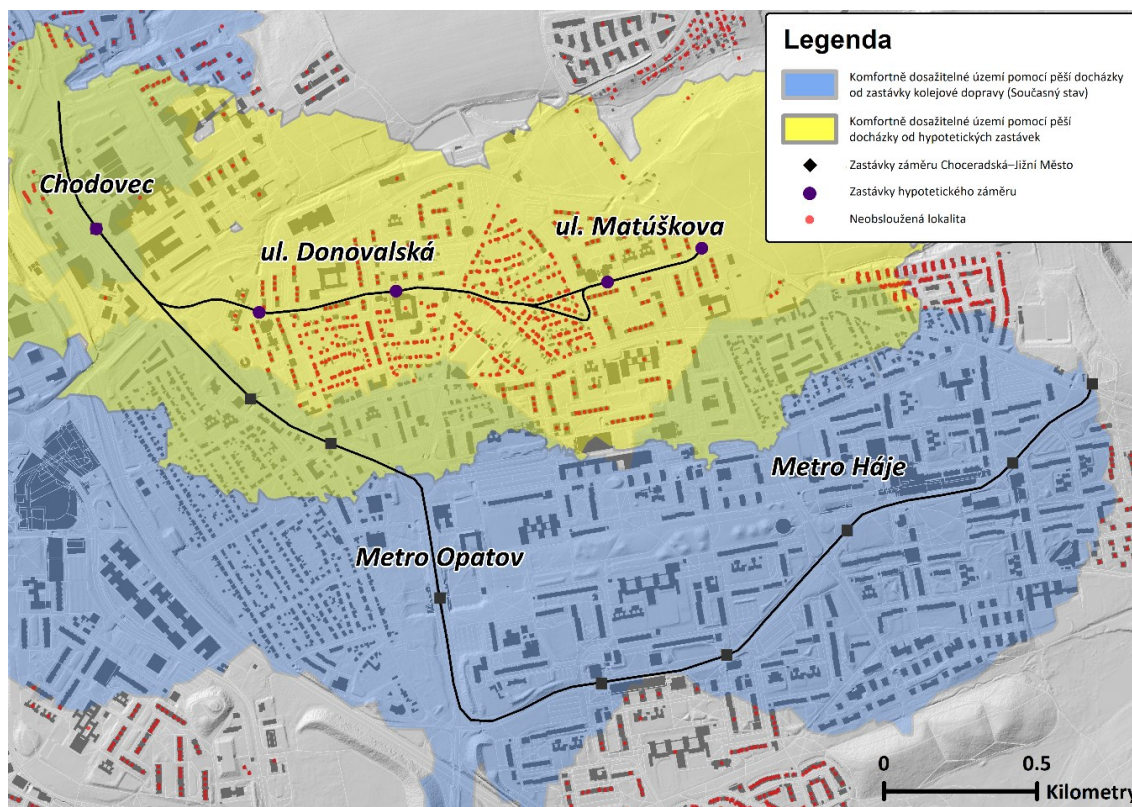 Legenda
Komfortně dosažitelné území pomocí pěší docházky
od zastávky kolejové dopravy (Současný stav)
Komfortně dosažitelné území pomocí pěší
docházky od hypotetických zastávek
Zastávky záměru Choceradská–Jižní Město
Zastávky hypotetického záměru
Neobsloužená lokalita
Chodovec
ul. Donovalská
ul. Matúškova
Metro Háje
Metro Opatov
0
0.5
Kilometry